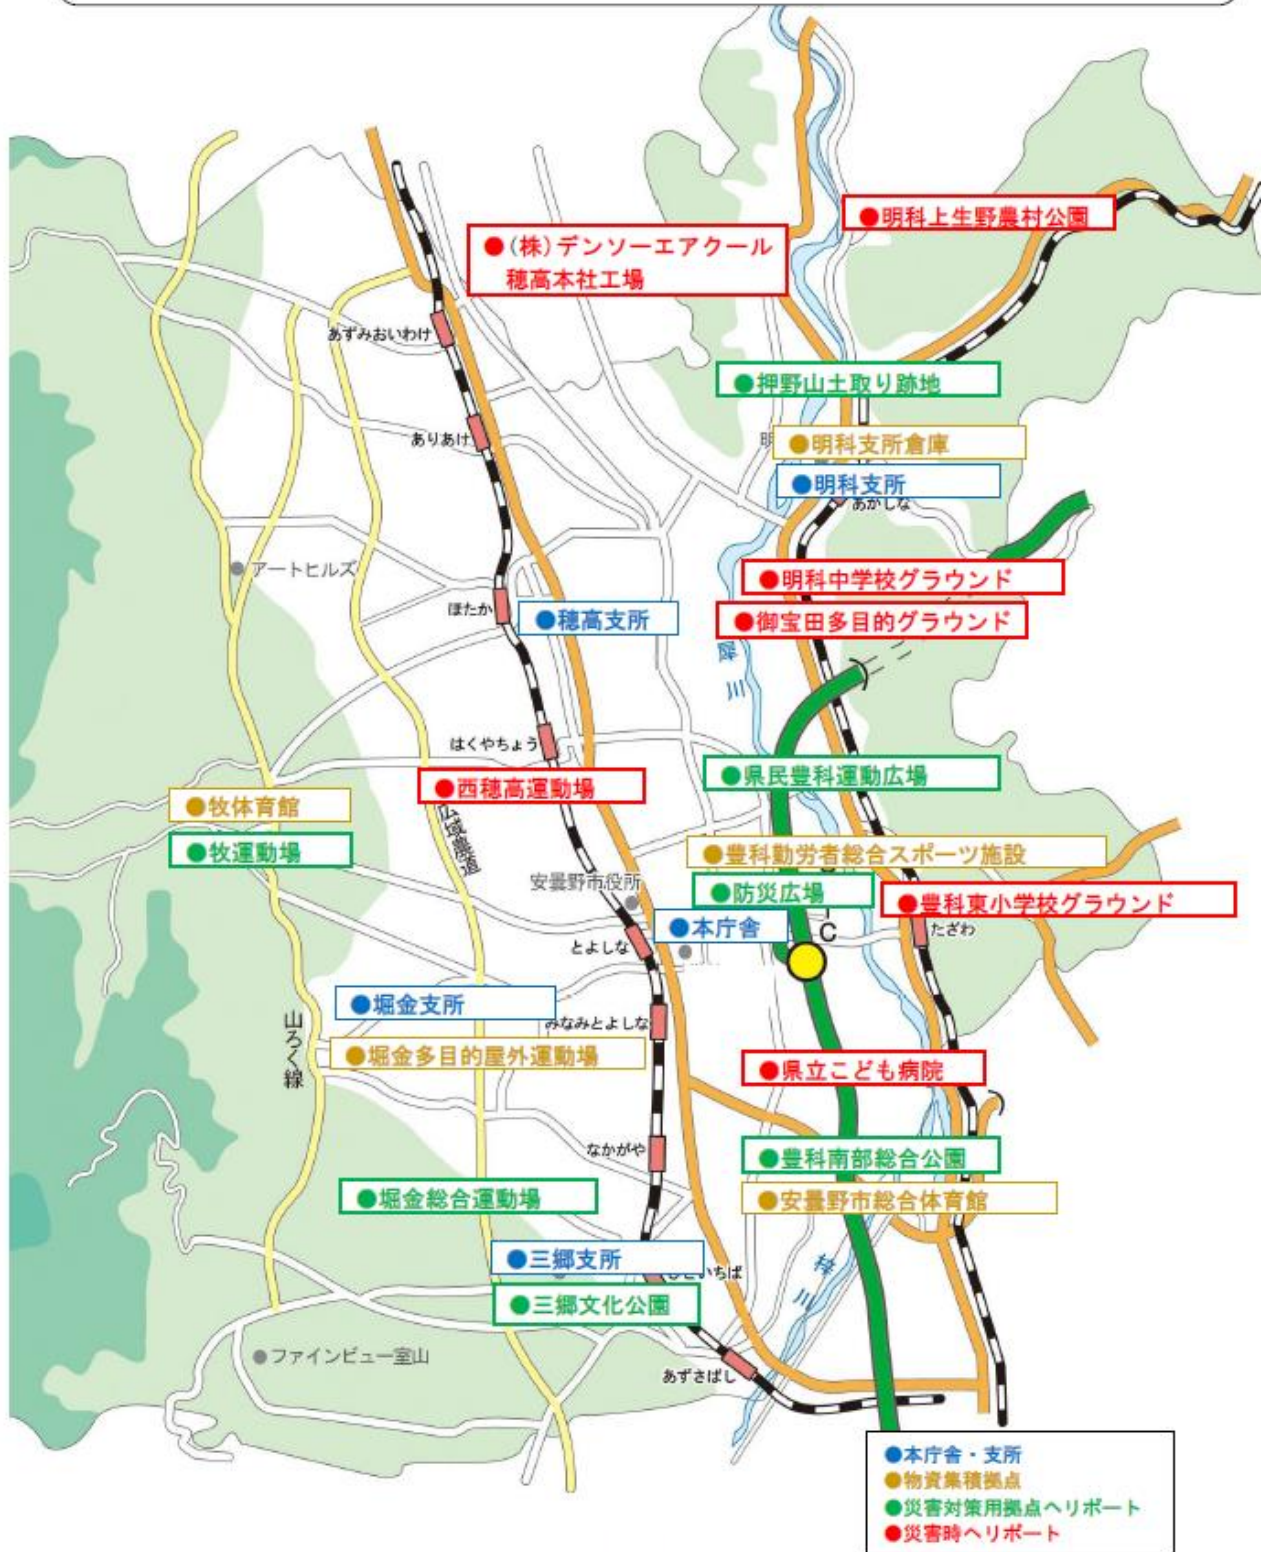 ●明科上生野農村公園
●(株)デンソーエアクール
穂高本社工場
あずみおいわけ
●押野山土取り跡地
ありあけ
●明科支所倉庫
●明科支所
あかしな
●アートヒルズ
●明科中学校グラウンド
ほたか
●穂高支所
●御宝田多目的グラウンド
犀川
はくやちょう
●県民豊科運動広場
●西穂高運動場
●牧体育館
広域農道
●牧運動場
●豊科勤労者総合スポーツ施設
安曇野市役所
●防災広場
●豊科東小学校グラウンド
●本庁舎
C
たざわ
とよしな
●堀金支所
みなみとよしな
山ろく線
●堀金多目的屋外運動場
●県立こども病院
なかがや
●豊科南部総合公園
●堀金総合運動場
●安曇野市総合体育館
●三郷支所
いちば
梓川
●三郷文化公園
●ファインビュー室山
あずさばし
●本庁舎・支所
●物資集積拠点
●災害対策用拠点ヘリポート
●災害時ヘリポート